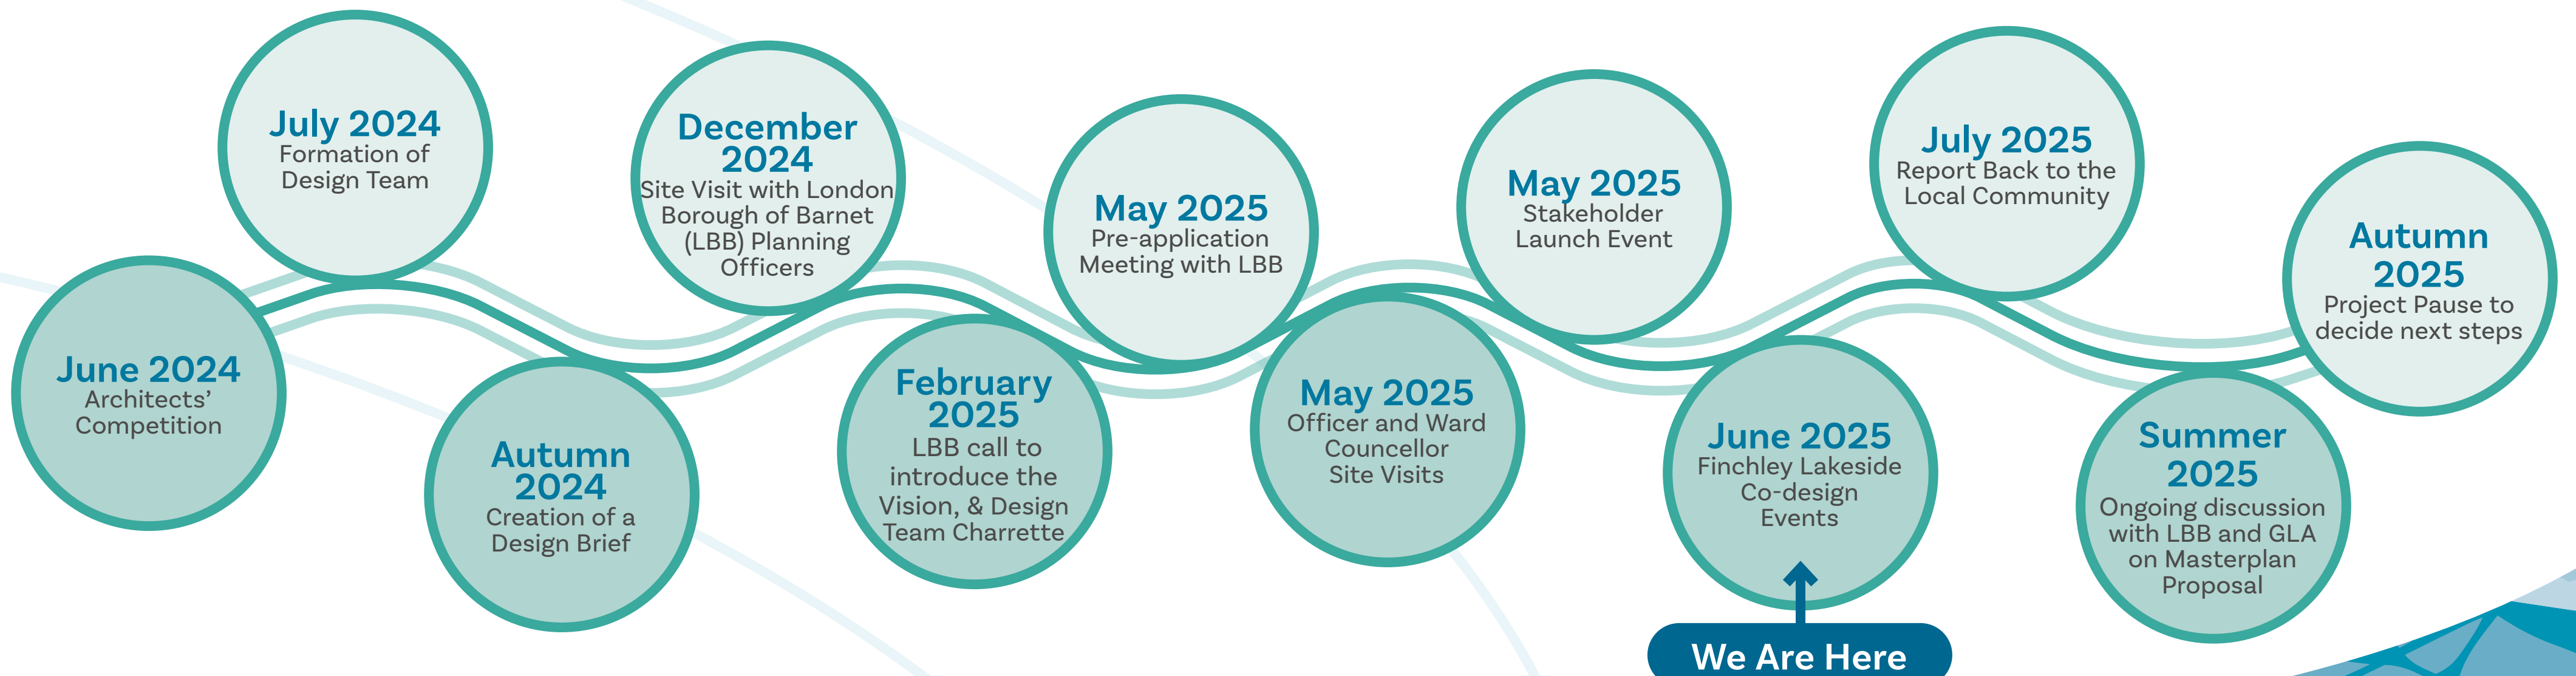 June 2024
Architects’
Competition
July 2024
Formation of
Design Team
Autumn
2024
Creation of a
Design Brief
December
2024
Site Visit with London
Borough of Barnet
(LBB) Planning
Officers
February
2025
LBB call to
introduce the
Vision, & Design
Team Charrette
May 2025
Pre-application
Meeting with LBB
May 2025
Officer and Ward
Councellor
Site Visits
May 2025
Stakeholder
Launch Event
June 2025
Finchley Lakeside
Co-design
Events
We Are Here
July 2025
Report Back to the
Local Community
Summer
2025
Ongoing discussion
with LBB and GLA
on Masterplan
Proposal
Autumn
2025
Project Pause to
decide next steps